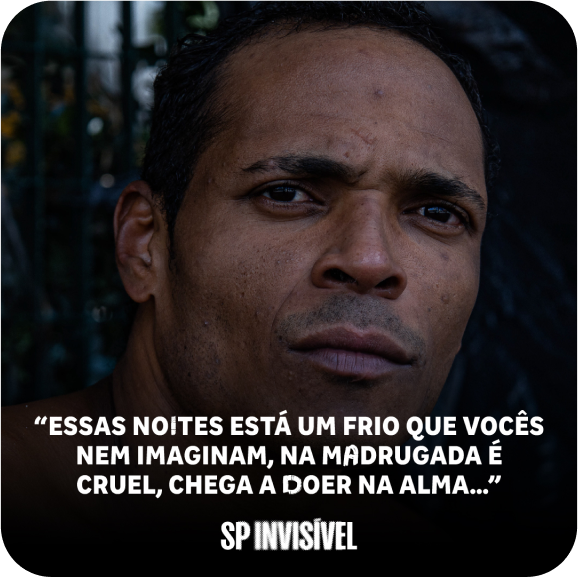 “ESSAS NOITES ESTÁ UM FRIO QUE VOCÊS
NEM IMAGINAM, NA MADRUGADA É
CRUEL, CHEGA A DOER NA ALMA...”
SP INVISÍVEL